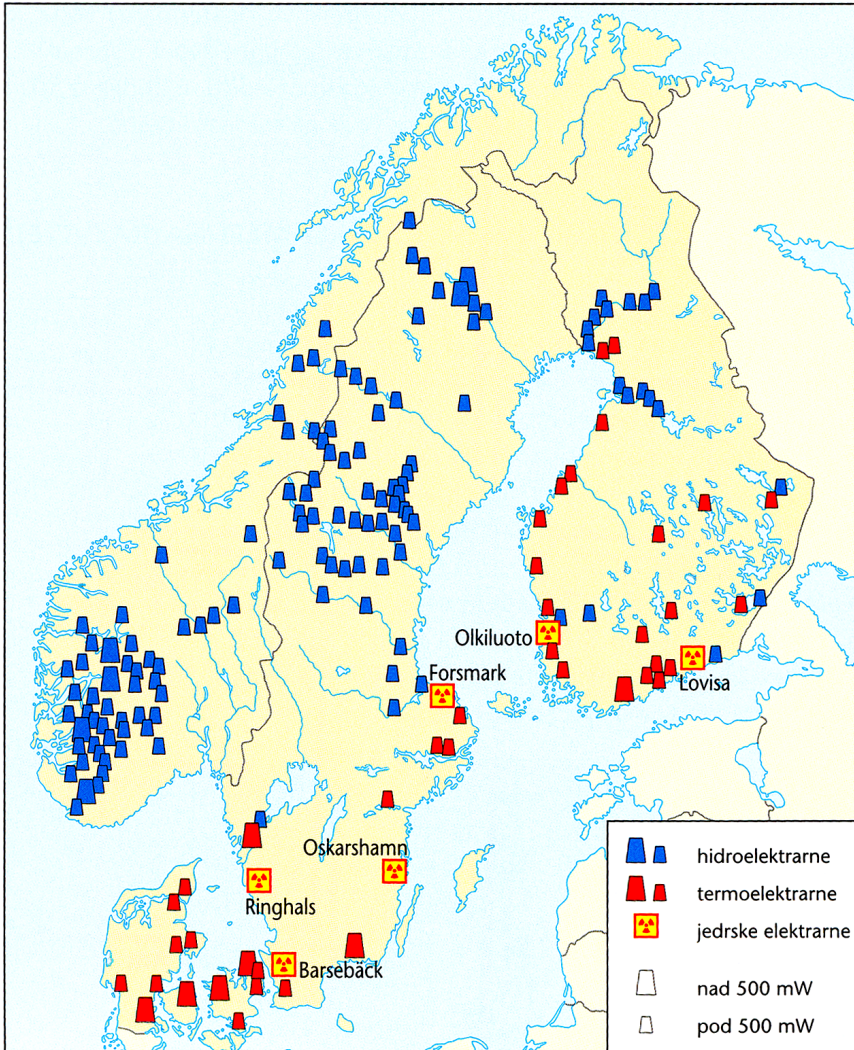 Olkiluoto
Forsmark
Lovisa
Oskarshamn
Ringhals
Barsebäck
hidroelektrarne
termoelektrarne
jedrske elektrarne
nad 500 mW
pod 500 mW